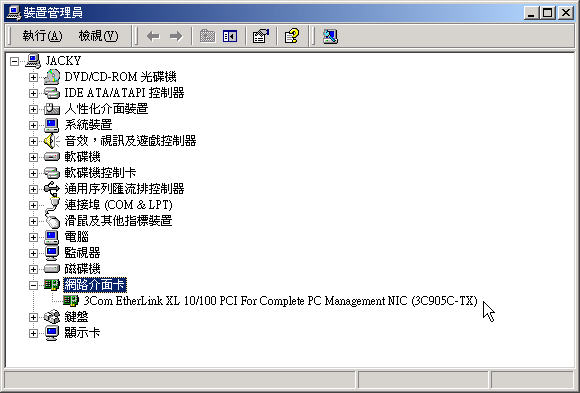 裝置管理員
執行(A) 檢視(V)
JACKY
DVD/CD-ROM 光碟機
IDE ATA/ATAPI 控制器
人性化介面裝置
系統裝置
音效，視訊及遊戲控制器
軟碟機
軟碟機控制卡
通用序列匯流排控制器
連接埠 (COM & LPT)
滑鼠及其他指標裝置
電腦
監視器
磁碟機
網路介面卡
3Com EtherLink XL 10/100 PCI For Complete PC Management NIC (3C905C-TX)
鍵盤
顯示卡